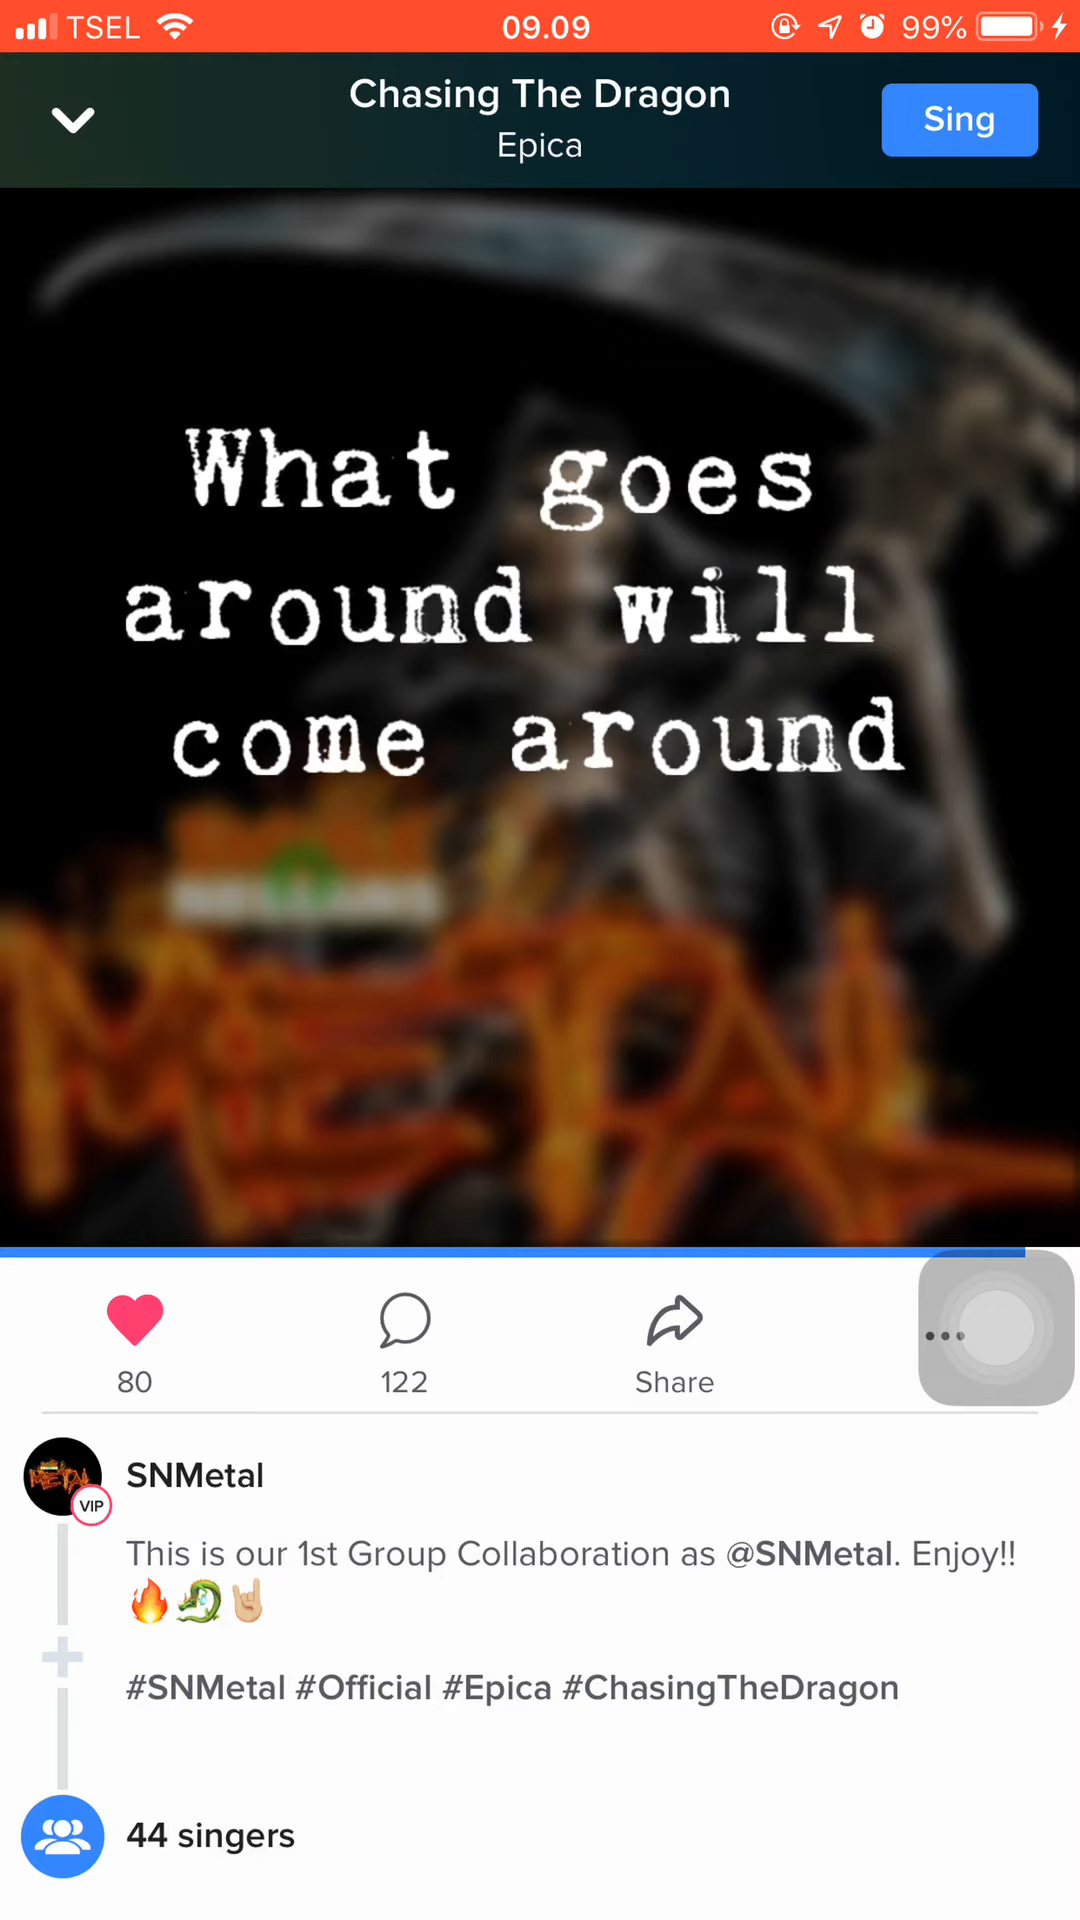 TSEL 09.09 99%
Chasing The Dragon
Epica
Sing
What goes
around will
come around
METAL
80 122 Share
SNMetal
VIP
This is our 1st Group Collaboration as @SNMetal. Enjoy!!
🔥🐉🤘🏼
#SNMetal #Official #Epica #ChasingTheDragon
44 singers